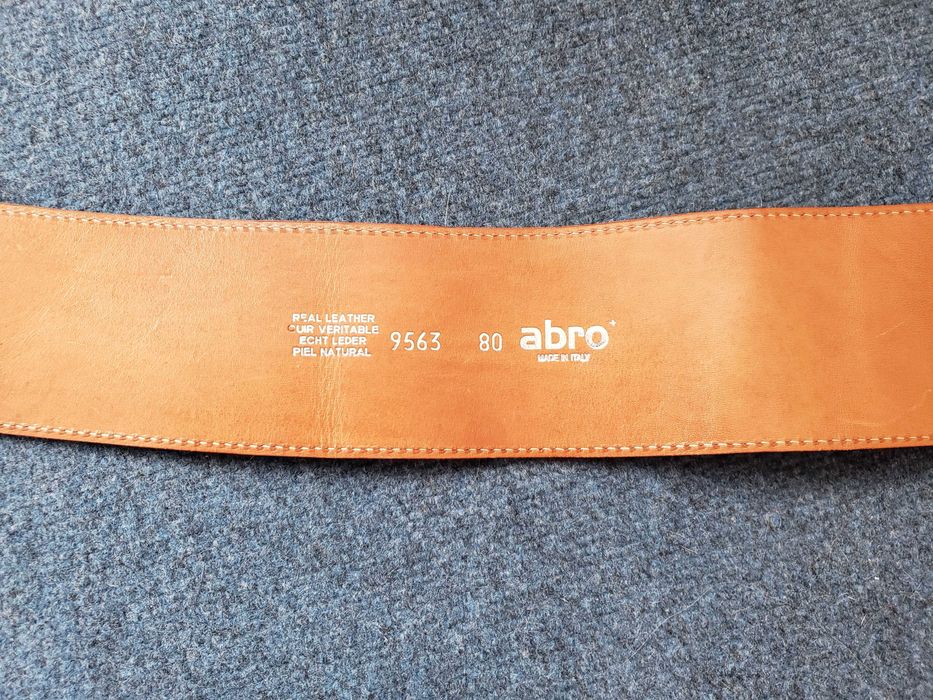 REAL LEATHER
CUIR VERITABLE
ECHT LEDER
PIEL NATURAL
9563 80
abro+
MADE IN ITALY